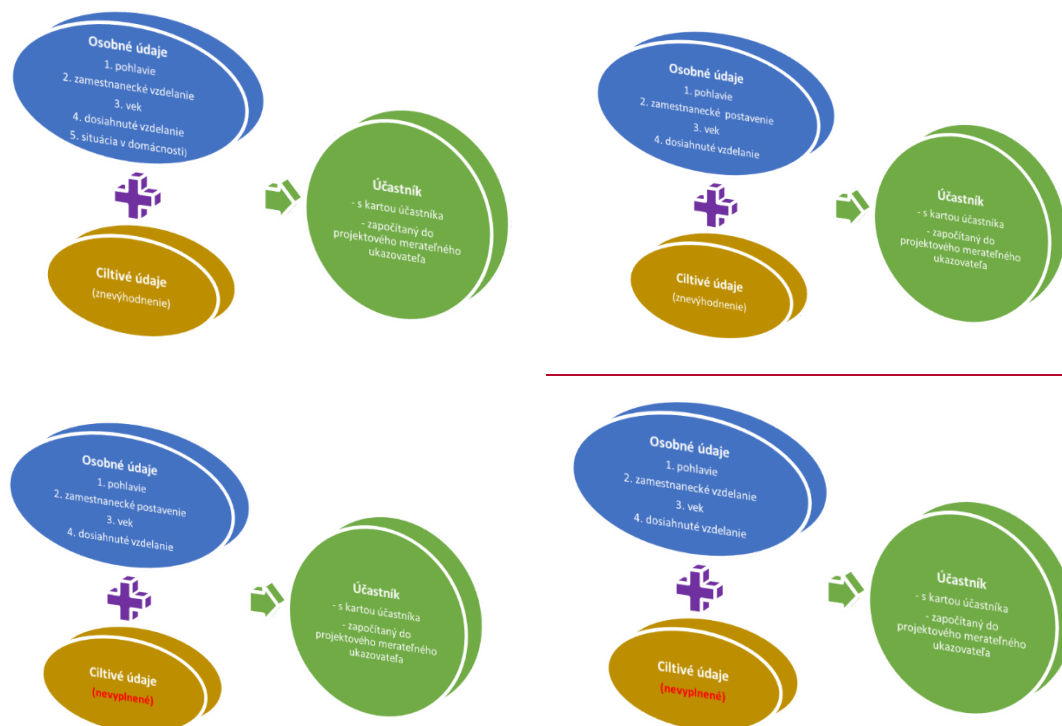 Osobné údaje
1. pohlavie
2. zamestnanecké vzdelanie
3. vek
4. dosiahnuté vzdelanie
5. situácia v domácnosti)
Ciltivé údaje
(znevýhodnenie)
Účastník
- s kartou účastníka
- započítaný do
projektového merateľného
ukazovateľa
Osobné údaje
1. pohlavie
2. zamestnanecké postavenie
3. vek
4. dosiahnuté vzdelanie
Ciltivé údaje
(znevýhodnenie)
Účastník
- s kartou účastníka
- započítaný do
projektového merateľného
ukazovateľa
Osobné údaje
1. pohlavie
2. zamestnanecké postavenie
3. vek
4. dosiahnuté vzdelanie
Ciltivé údaje
(nevyplnené)
Účastník
- s kartou účastníka
- započítaný do
projektového merateľného
ukazovateľa
Osobné údaje
1. pohlavie
2. zamestnanecké vzdelanie
3. vek
4. dosiahnuté vzdelanie
Ciltivé údaje
(nevyplnené)
Účastník
- s kartou účastníka
- započítaný do
projektového merateľného
ukazovateľa